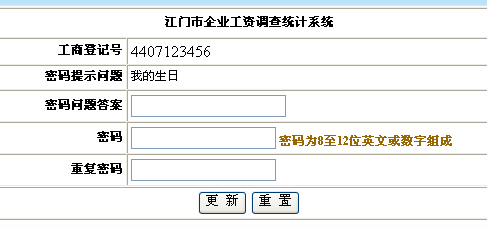 江门市企业工资调查统计系统
工商登记号 4407123456
密码提示问题 我的生日
密码问题答案
密码 密码为8至12位英文或数字组成
重复密码
更 新 重 置